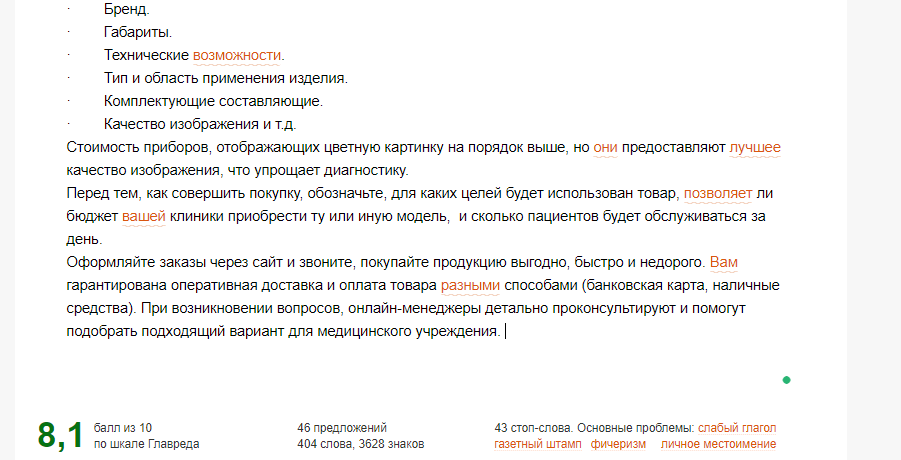 · Бренд.
· Габариты.
· Технические возможности.
· Тип и область применения изделия.
· Комплектующие составляющие.
· Качество изображения и т.д.
Стоимость приборов, отображающих цветную картинку на порядок выше, но они предоставляют лучшее
качество изображения, что упрощает диагностику.
Перед тем, как совершить покупку, обозначьте, для каких целей будет использован товар, позволяет ли
бюджет вашей клиники приобрести ту или иную модель,  и сколько пациентов будет обслуживаться за
день.
Оформляйте заказы через сайт и звоните, покупайте продукцию выгодно, быстро и недорого. Вам
гарантирована оперативная доставка и оплата товара разными способами (банковская карта, наличные
средства). При возникновении вопросов, онлайн-менеджеры детально проконсультируют и помогут
подобрать подходящий вариант для медицинского учреждения.
8,1 балл из 10
по шкале Главреда
46 предложений
404 слова, 3628 знаков
43 стоп-слова. Основные проблемы: слабый глагол
газетный штамп фичеризм личное местоимение